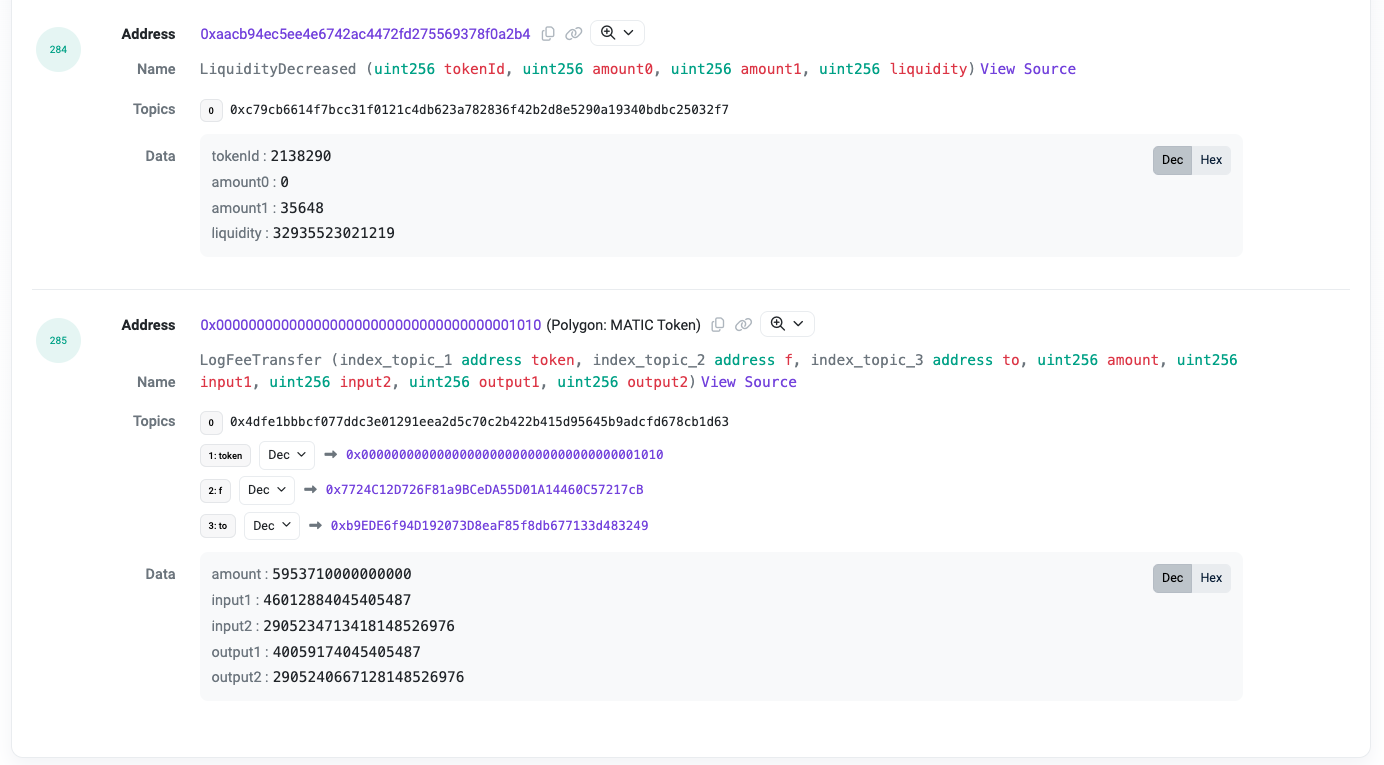 284
Address 0xaacb94ec5ee4e6742ac4472fd275569378f0a2b4
Name LiquidityDecreased (uint256 tokenId, uint256 amount0, uint256 amount1, uint256 liquidity) View Source
Topics 0 0xc79cb6614f7bcc31f0121c4db623a782836f42b2d8e5290a19340bdbc25032f7
Data tokenId : 2138290 Dec Hex
amount0 : 0
amount1 : 35648
liquidity : 32935523021219
285
Address 0x0000000000000000000000000000000000001010 (Polygon: MATIC Token)
LogFeeTransfer (index_topic_1 address token, index_topic_2 address f, index_topic_3 address to, uint256 amount, uint256
Name input1, uint256 input2, uint256 output1, uint256 output2) View Source
Topics 0 0x4dfe1bbbcf077ddc3e01291eea2d5c70c2b422b415d95645b9adcfd678cb1d63
1: token Dec 0x0000000000000000000000000000000000001010
2: f Dec 0x7724C12D726F81a9BCeDA55D01A14460C57217cB
3: to Dec 0xb9EDE6f94D192073D8eaF85f8db677133d483249
Data amount : 5953710000000000 Dec Hex
input1 : 46012884045405487
input2 : 2905234713418148526976
output1 : 40059174045405487
output2 : 2905240667128148526976